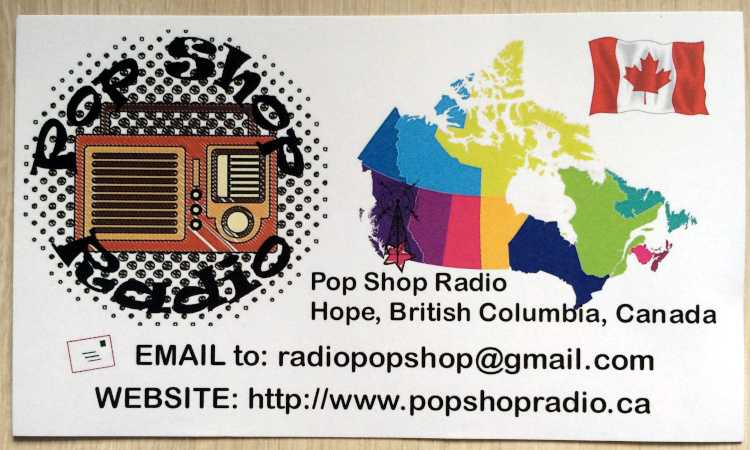 Pop Shop
Radio
Pop Shop Radio
Hope, British Columbia, Canada
EMAIL to: radiopopshop@gmail.com
WEBSITE: http://www.popshopradio.ca